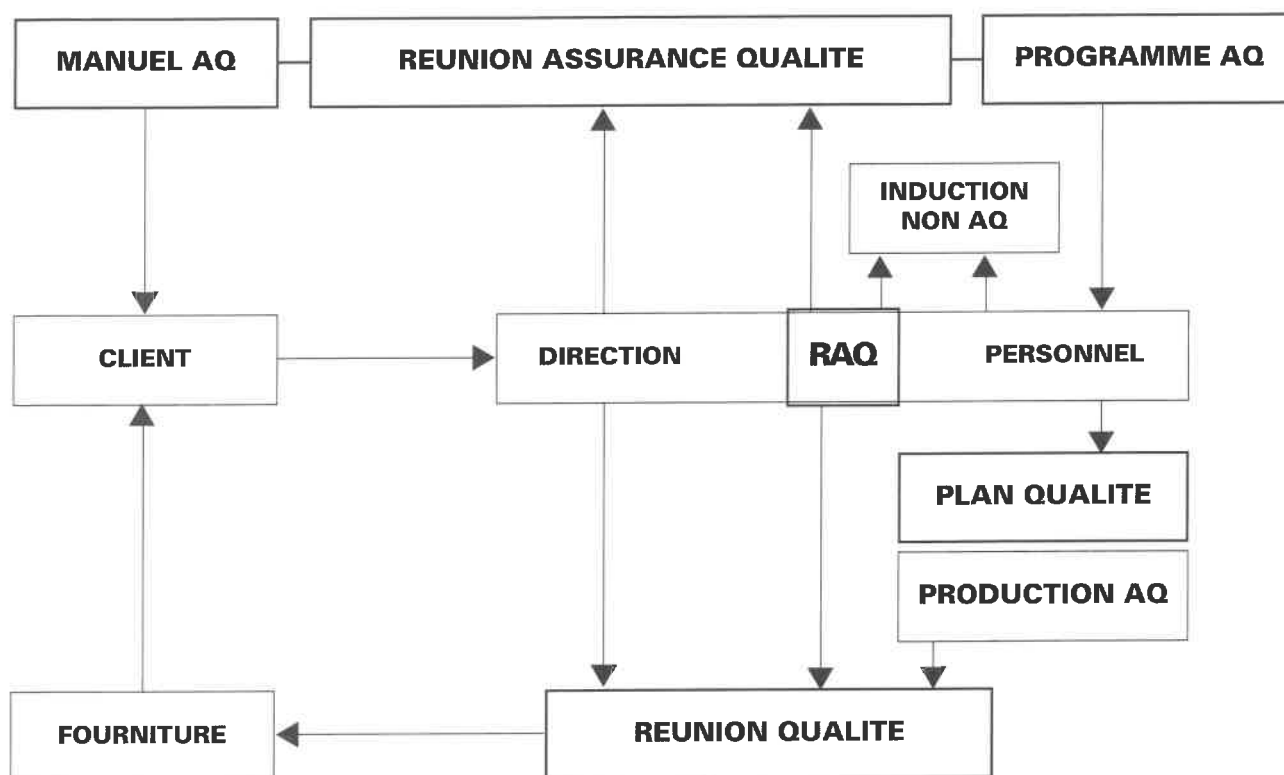 MANUEL AQ
REUNION ASSURANCE QUALITE
PROGRAMME AQ
INDUCTION
NON AQ
CLIENT
DIRECTION
RAQ
PERSONNEL
PLAN QUALITE
PRODUCTION AQ
FOURNITURE
REUNION QUALITE